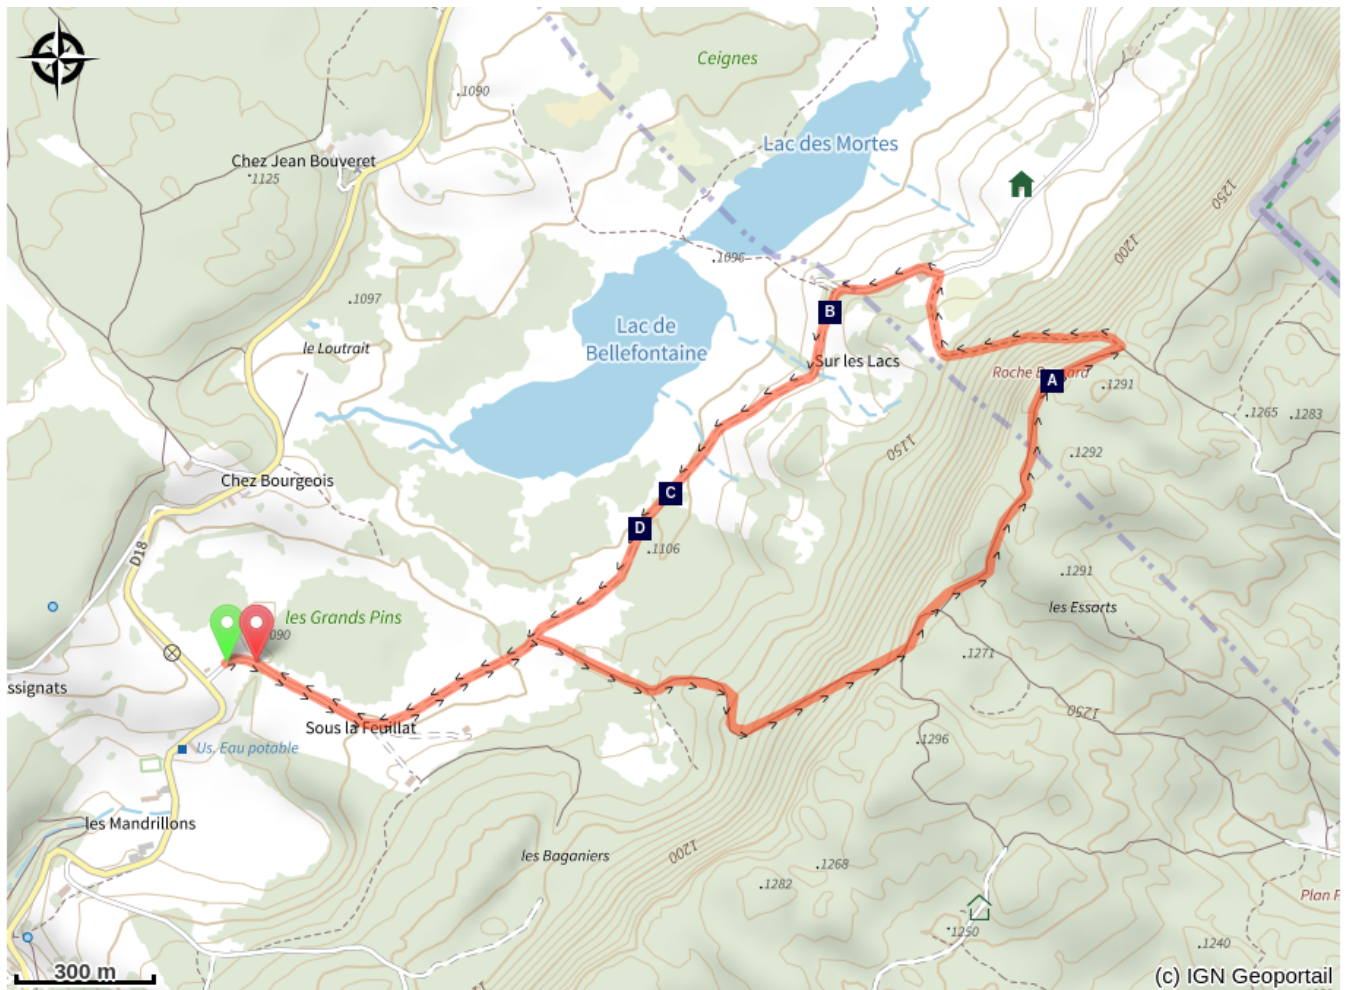 Ceignes
.1090
Lac des Mortes
Chez Jean Bouveret
.1125
1250
1200
.1096
.1097
B
Lac de
Bellefontaine
le Loutrait
Sur les Lacs
A
.1291
.1265
.1283
1150
.1292
Chez Bourgeois
C
D
D18
.1106
.1291
les Essarts
les Grands Pins
.1271
1250
Sous la Feuillat
.1296
Us, Eau potable
les Mandrillons
1200
les Baganiers
.1268
.1282
.1250
.1240
300 m
(c) IGN Geoportail